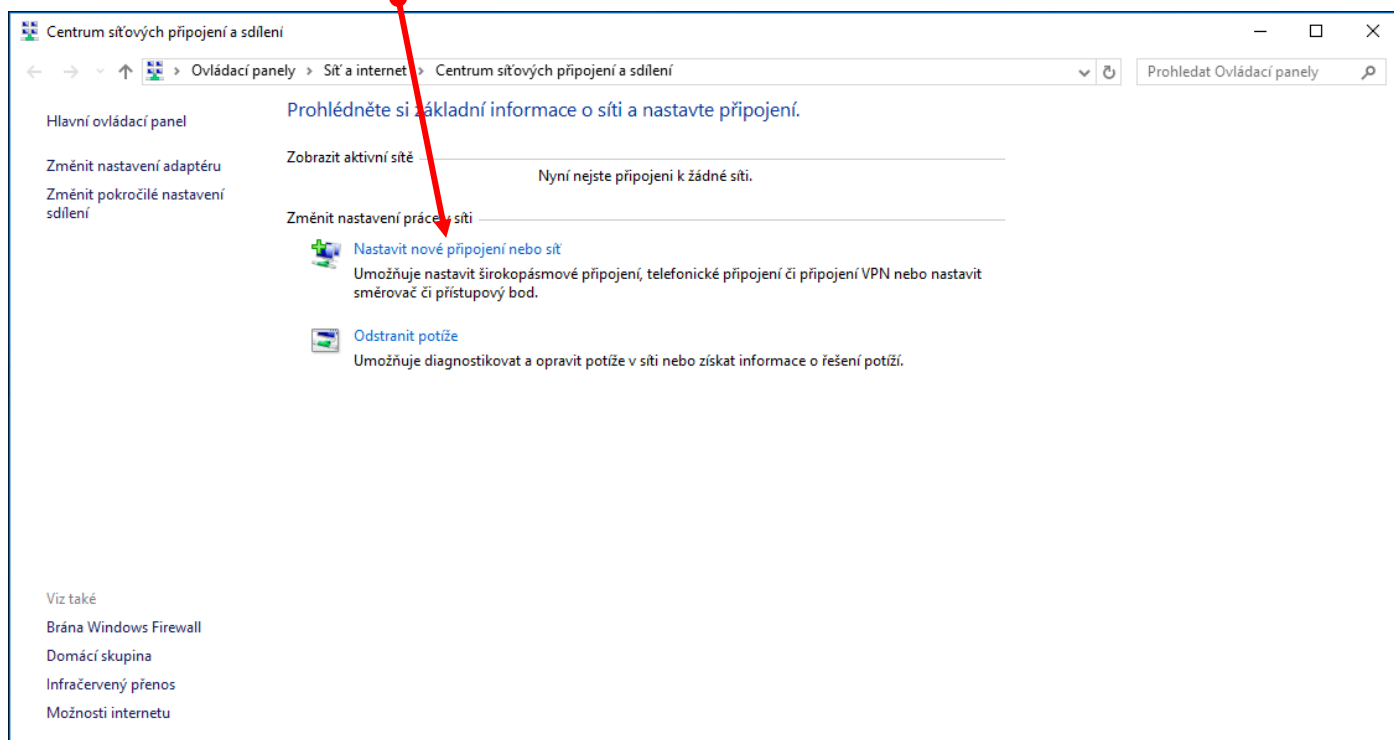 Centrum síťových připojení a sdílení
Ovládací panely › Síť a internet › Centrum síťových připojení a sdílení
Prohledat Ovládací panely
Hlavní ovládací panel
Změnit nastavení adaptéru
Změnit pokročilé nastavení
sdílení
Prohlédněte si základní informace o síti a nastavte připojení.
Zobrazit aktivní sítě
Nyní nejste připojeni k žádné síti.
Změnit nastavení práce v síti
Nastavit nové připojení nebo síť
Umožňuje nastavit širokopásmové připojení, telefonické připojení či připojení VPN nebo nastavit
směrovač či přístupový bod.
Odstranit potíže
Umožňuje diagnostikovat a opravit potíže v síti nebo získat informace o řešení potíží.
Viz také
Brána Windows Firewall
Domácí skupina
Infračervený přenos
Možnosti internetu